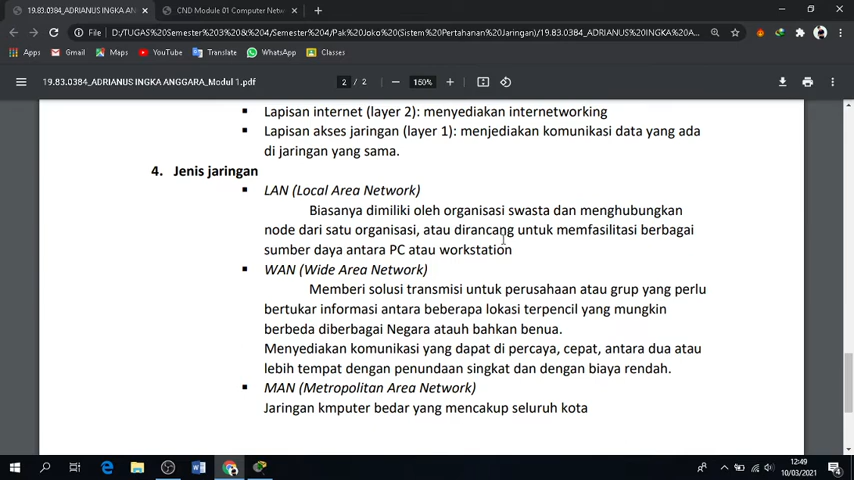 19.83.0384_ADRIANUS INGKA ANG
CND Module 01 Computer Netw
File
D:/TUGAS%20Semester%203%20&%204/Semester%204/Pak%20Joko%20(Sistem%20Pertahanan%20Jaringan)/19.83.0384_ADRIANUS%20INGKA%20A...
Apps
Gmail
Maps
YouTube
Translate
WhatsApp
Classes
19.83.0384_ADRIANUS INGKA ANGGARA_Modul 1.pdf
2 / 2
150%
Lapisan internet (layer 2): menyediakan internetworking
Lapisan akses jaringan (layer 1): menjediakan komunikasi data yang ada
di jaringan yang sama.
4. Jenis jaringan
LAN (Local Area Network)
Biasanya dimiliki oleh organisasi swasta dan menghubungkan
node dari satu organisasi, atau dirancang untuk memfasilitasi berbagai
sumber daya antara PC atau workstation
WAN (Wide Area Network)
Memberi solusi transmisi untuk perusahaan atau grup yang perlu
bertukar informasi antara beberapa lokasi terpencil yang mungkin
berbeda diberbagai Negara atauh bahkan benua.
Menyediakan komunikasi yang dapat di percaya, cepat, antara dua atau
lebih tempat dengan penundaan singkat dan dengan biaya rendah.
MAN (Metropolitan Area Network)
Jaringan kmputer bedar yang mencakup seluruh kota
12:49
10/03/2021
4